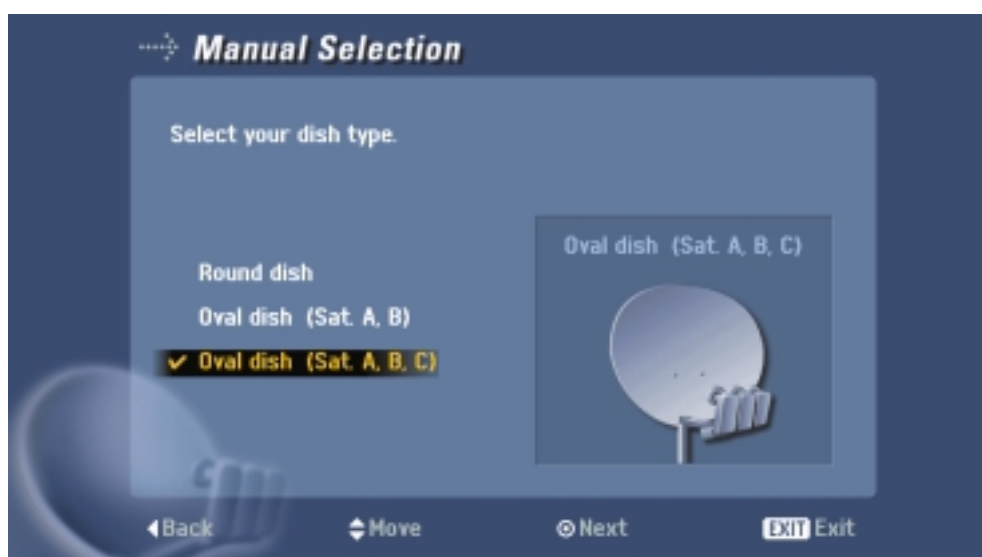 Manual Selection
Select your dish type.
Oval dish (Sat. A, B, C)
Round dish
Oval dish (Sat. A, B)
Oval dish (Sat. A, B, C)
Back Move Next EXIT Exit